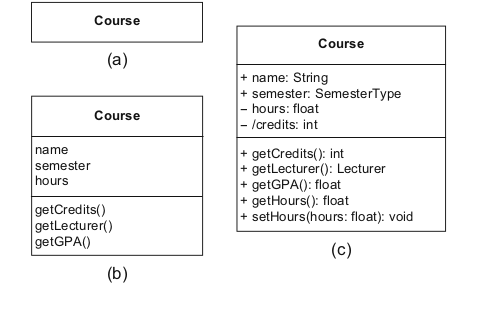 Course
(a)
Course
name
semester
hours
getCredits()
getLecturer()
getGPA()
(b)
Course
+ name: String
+ semester: SemesterType
– hours: float
– /credits: int
+ getCredits(): int
+ getLecturer(): Lecturer
+ getGPA(): float
+ getHours(): float
+ setHours(hours: float): void
(c)